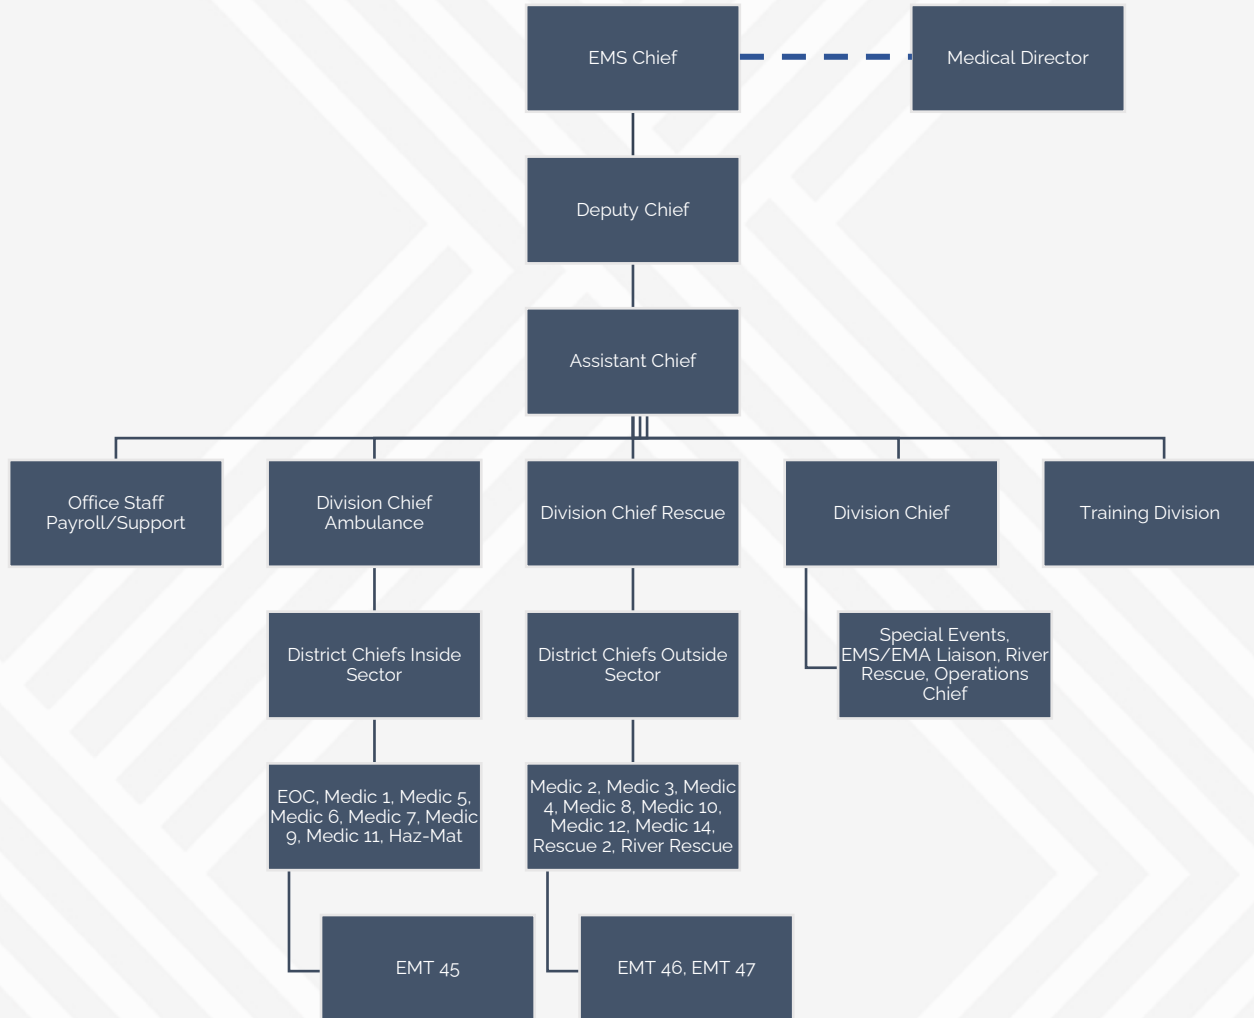 EMS Chief
Medical Director
Deputy Chief
Assistant Chief
Office Staff
Payroll/Support
Division Chief
Ambulance
Division Chief Rescue
Division Chief
Training Division
District Chiefs Inside
Sector
District Chiefs Outside
Sector
Special Events,
EMS/EMA Liaison, River
Rescue, Operations
Chief
EOC, Medic 1, Medic 5,
Medic 6, Medic 7, Medic
9, Medic 11, Haz-Mat
Medic 2, Medic 3, Medic
4, Medic 8, Medic 10,
Medic 12, Medic 14,
Rescue 2, River Rescue
EMT 45
EMT 46, EMT 47